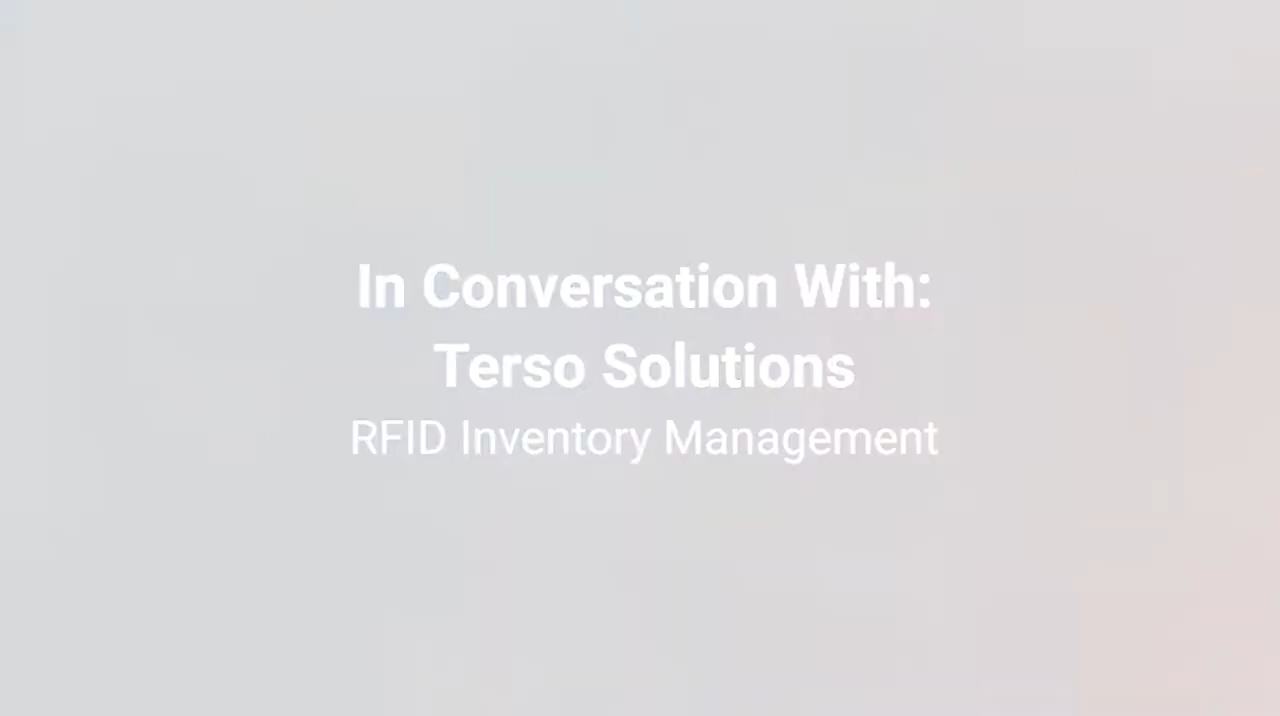 In Conversation With:
Terso Solutions
RFID Inventory Management